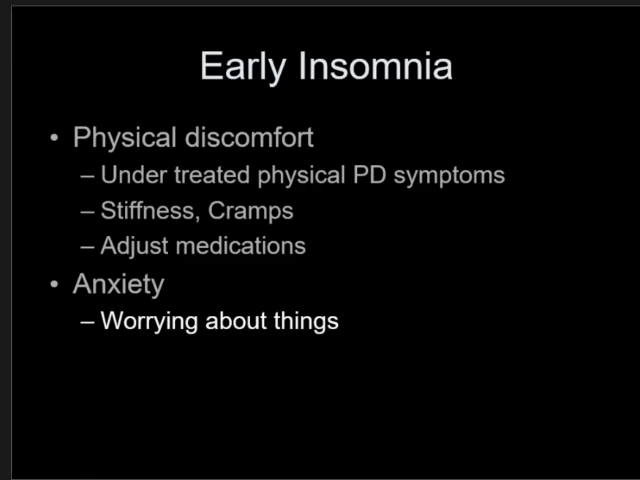 Early Insomnia
• Physical discomfort
– Under treated physical PD symptoms
– Stiffness, Cramps
– Adjust medications
• Anxiety
– Worrying about things